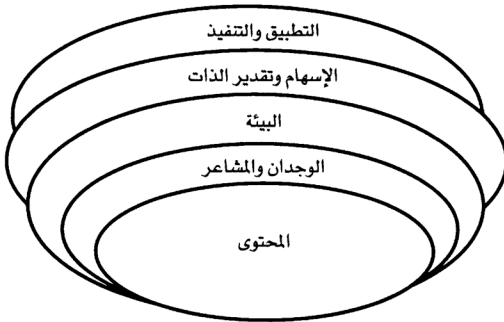 التطبيق والتنفيذ
الإسهام وتقدير الذات
البيئة
الوجدان والمشاعر
المحتوى